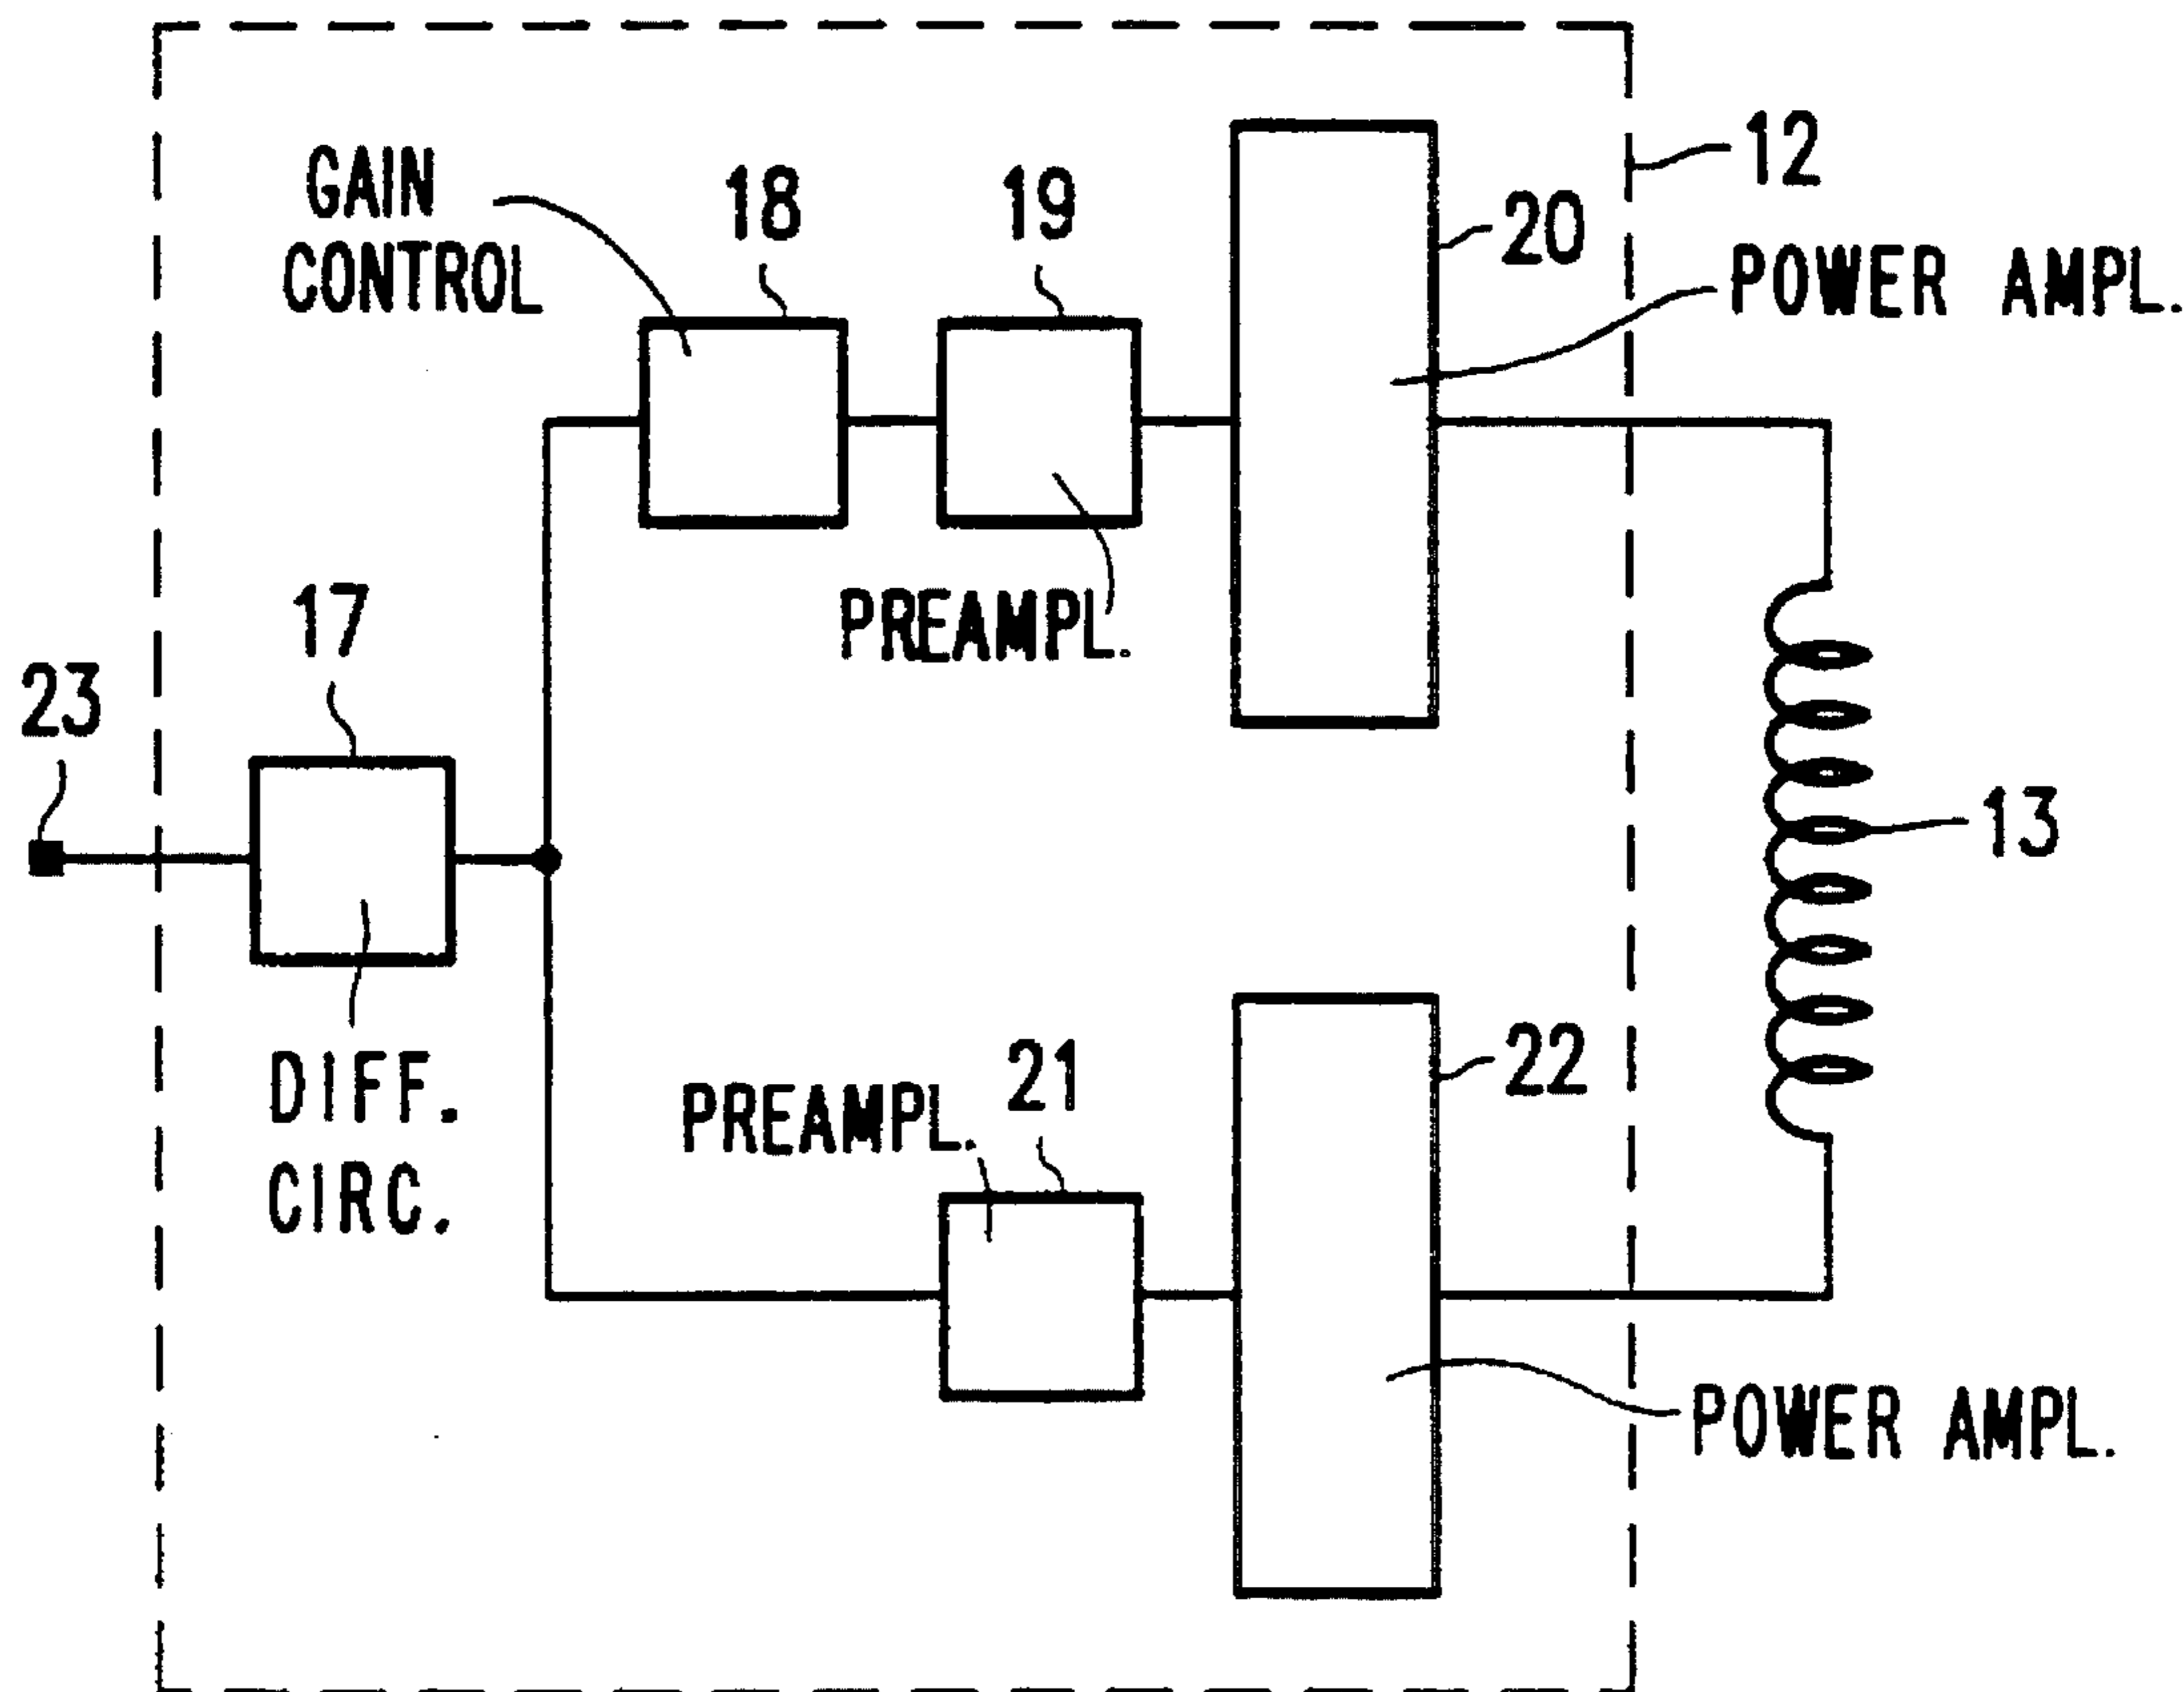 12
GAIN
CONTROL
18
19
20
POWER AMPL.
17
PREAMPL.
23
13
DIFF.
CIRC.
PREAMPL.
21
22
POWER AMPL.